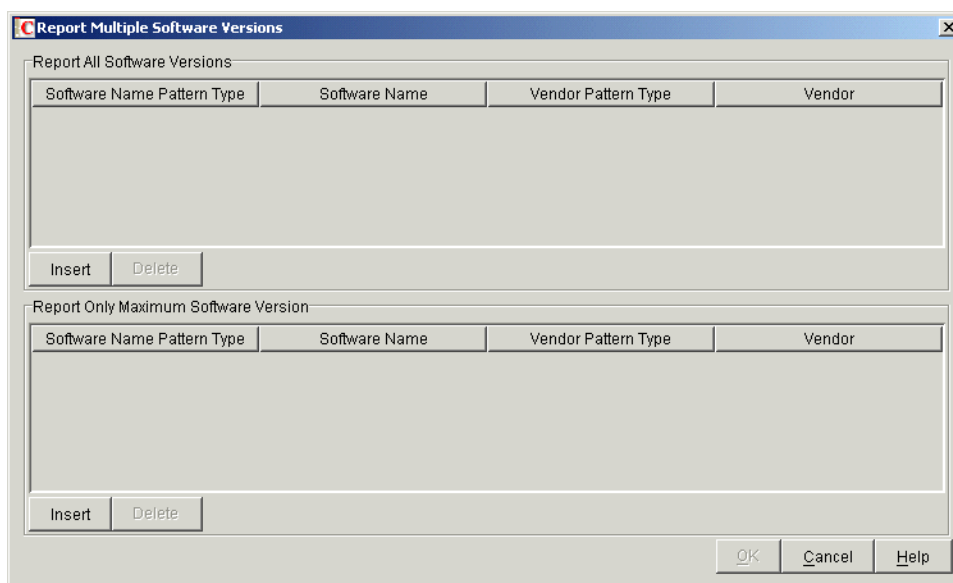 Report Multiple Software Versions
Report All Software Versions
Software Name Pattern Type Software Name Vendor Pattern Type Vendor
Insert Delete
Report Only Maximum Software Version
Software Name Pattern Type Software Name Vendor Pattern Type Vendor
Insert Delete
OK Cancel Help